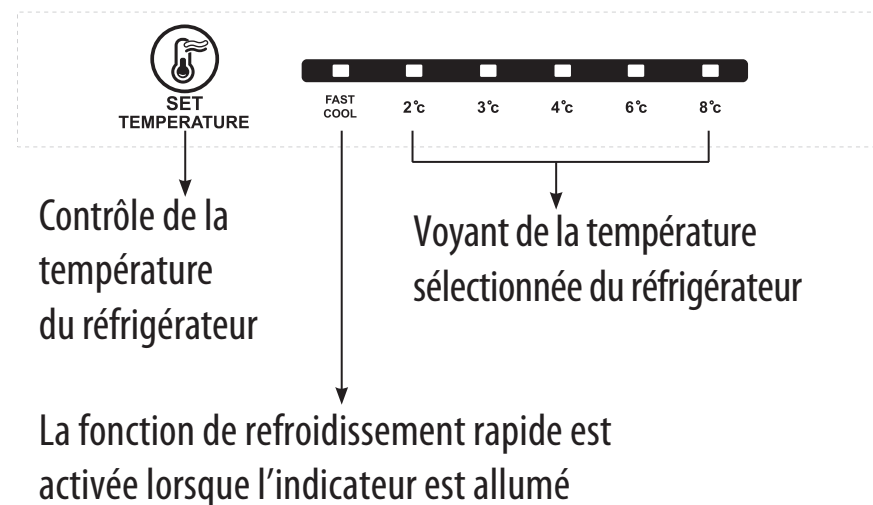 SET
TEMPERATURE
FAST
COOL
2°c
3°c
4°c
6°c
8°c
Contrôle de la
température
du réfrigérateur
Voyant de la température
sélectionnée du réfrigérateur
La fonction de refroidissement rapide est
activée lorsque l’indicateur est allumé